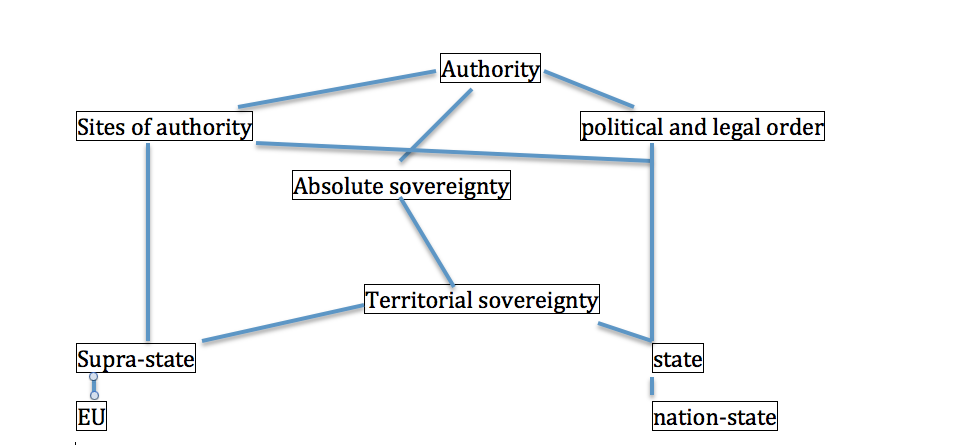 Authority
Sites of authority
political and legal order
Absolute sovereignty
Territorial sovereignty
Supra-state
state
EU
nation-state